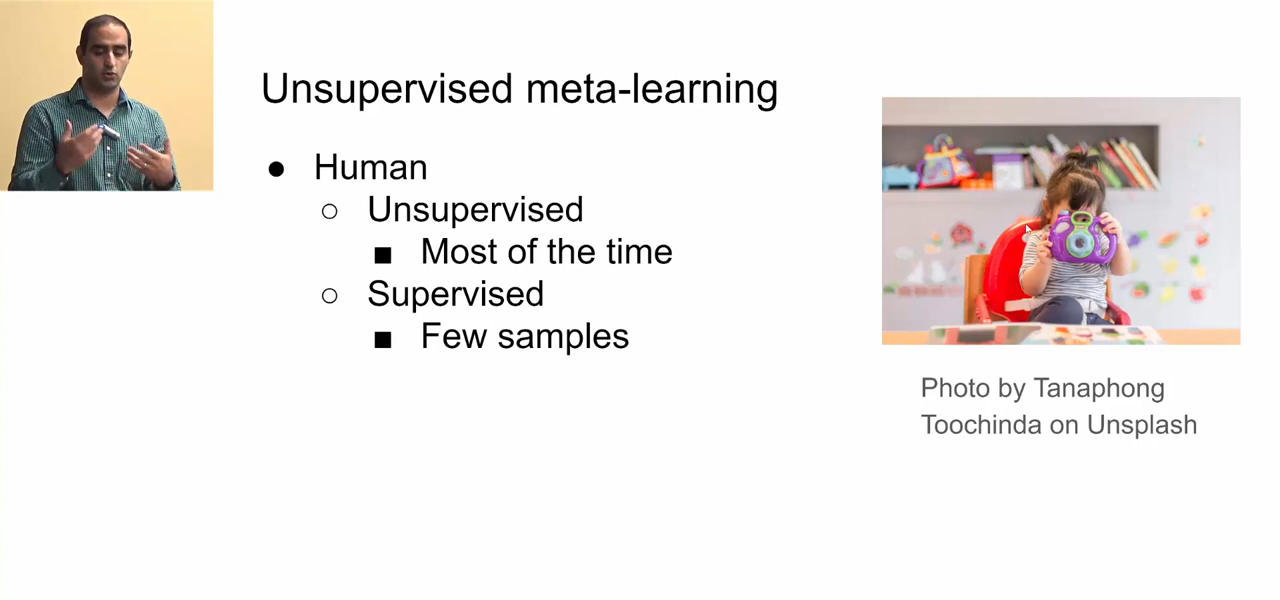 Unsupervised meta-learning
● Human
○ Unsupervised
■ Most of the time
○ Supervised
■ Few samples
Photo by Tanaphong
Toochinda on Unsplash